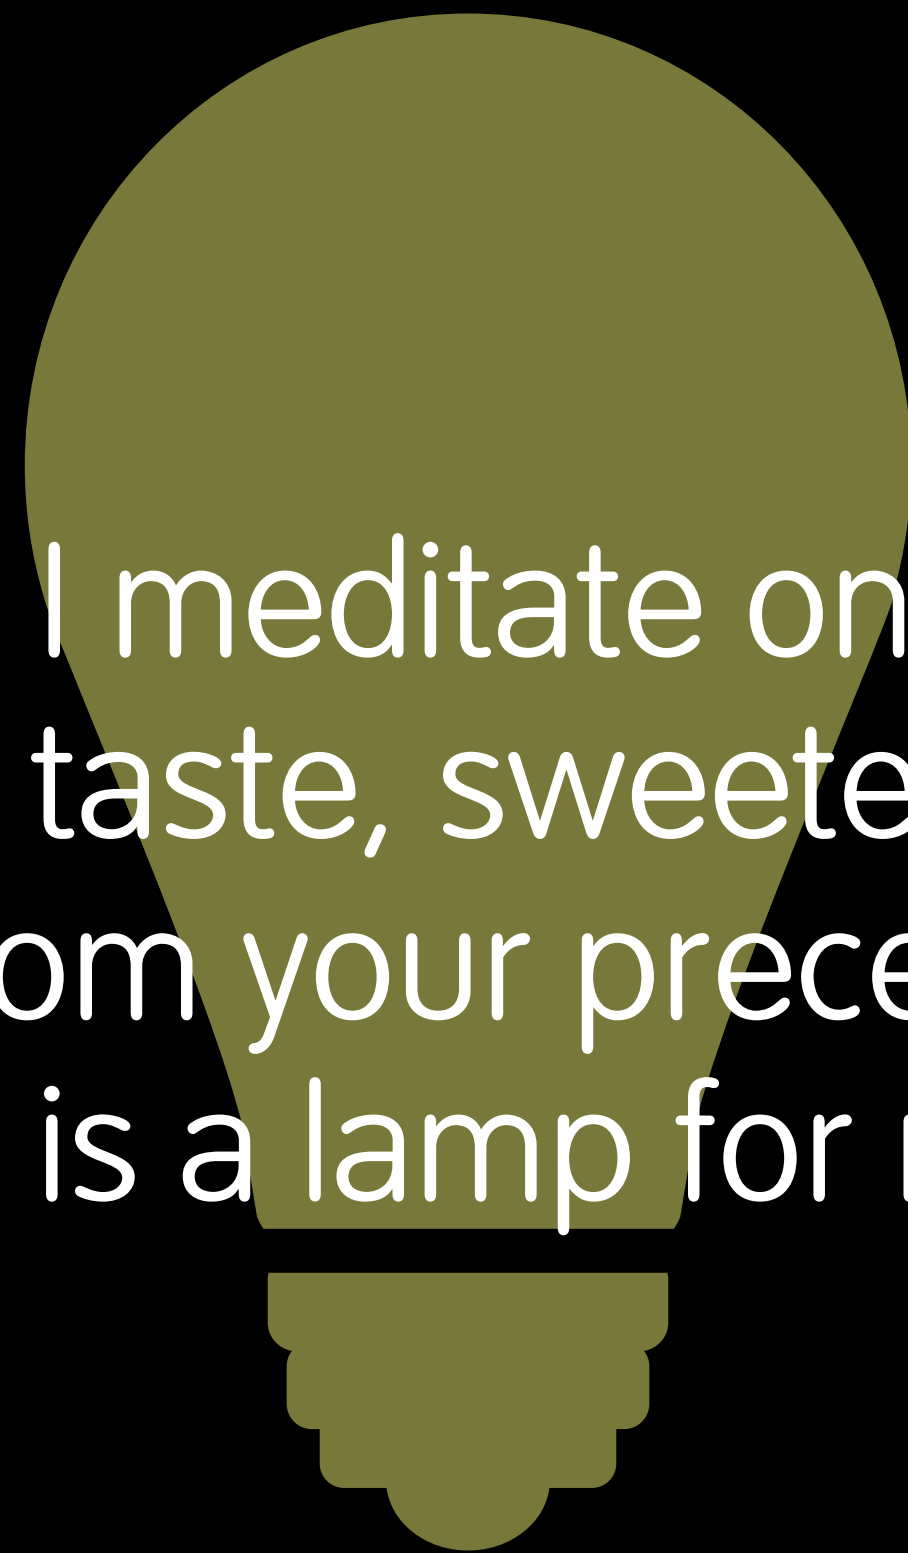 I meditate on
taste, sweete
om your prece
is a lamp for